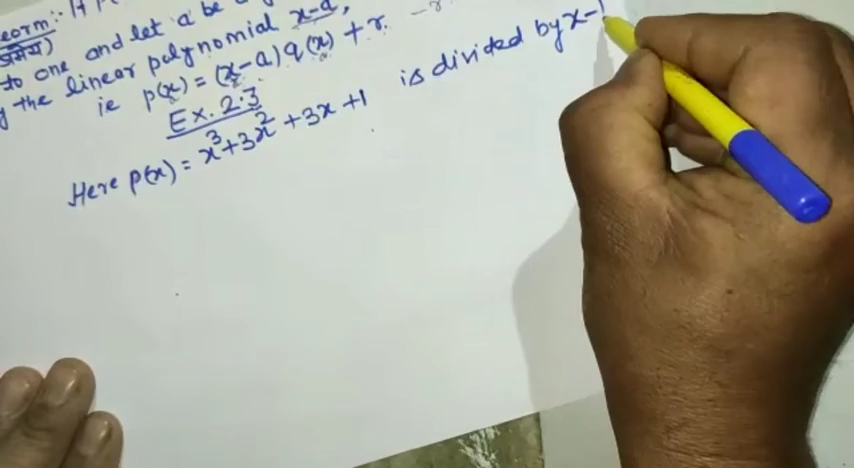 eorm:- If
प्रमेय)
to one and let a be a
the linear polynomial x-a,
ie p(x) = (x-a) q(x) + r
Ex. 2.3
Here p(x) = x³+3x²+3x+1 is divided by x-1